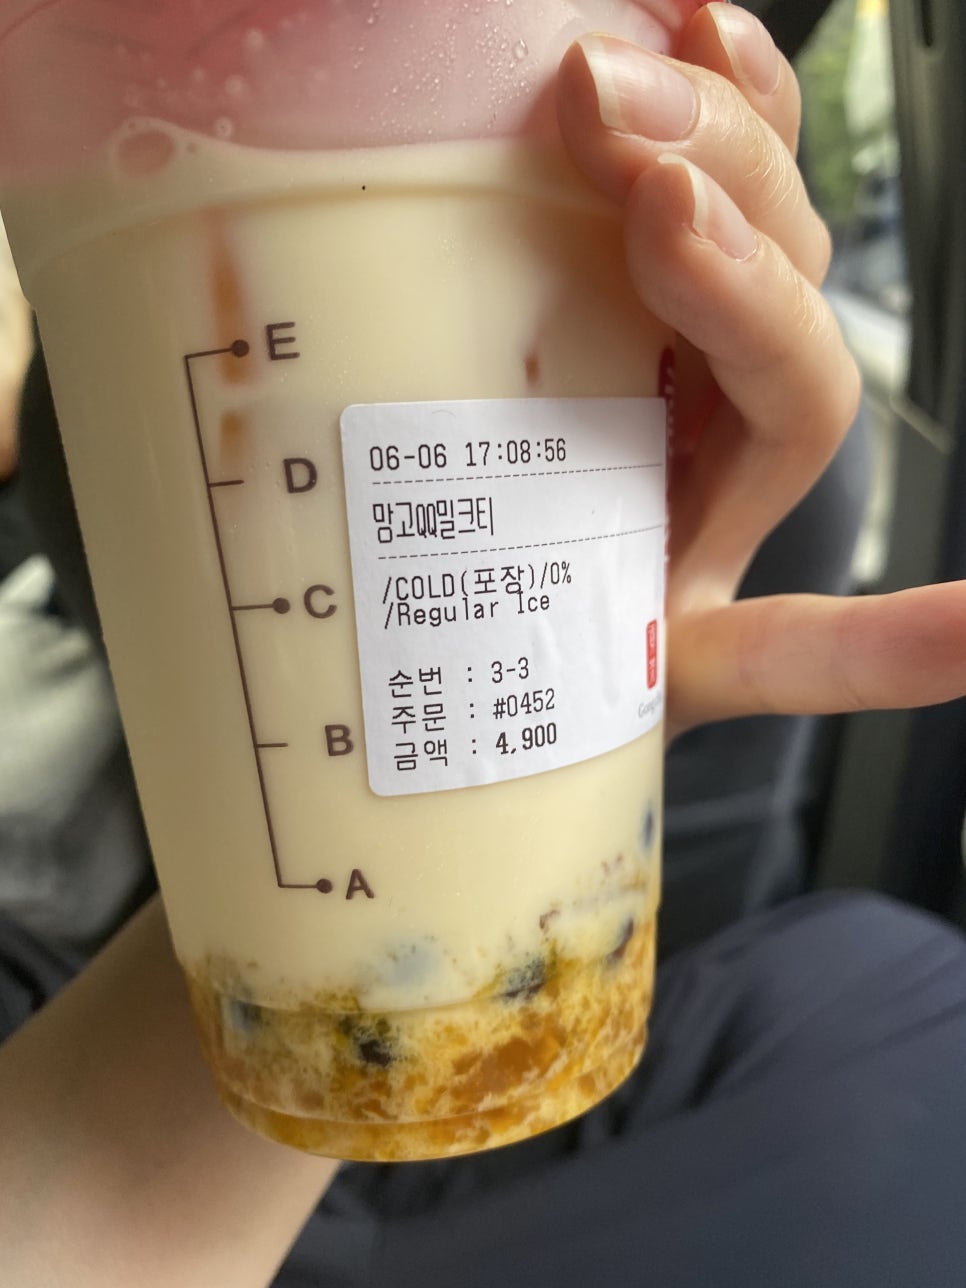 E
D
C
B
A
06-06 17:08:56
망고QQ밀크티
/COLD(포장)/0%
/Regular Ice
순번 : 3-3
주문 : #0452
금액 : 4,900